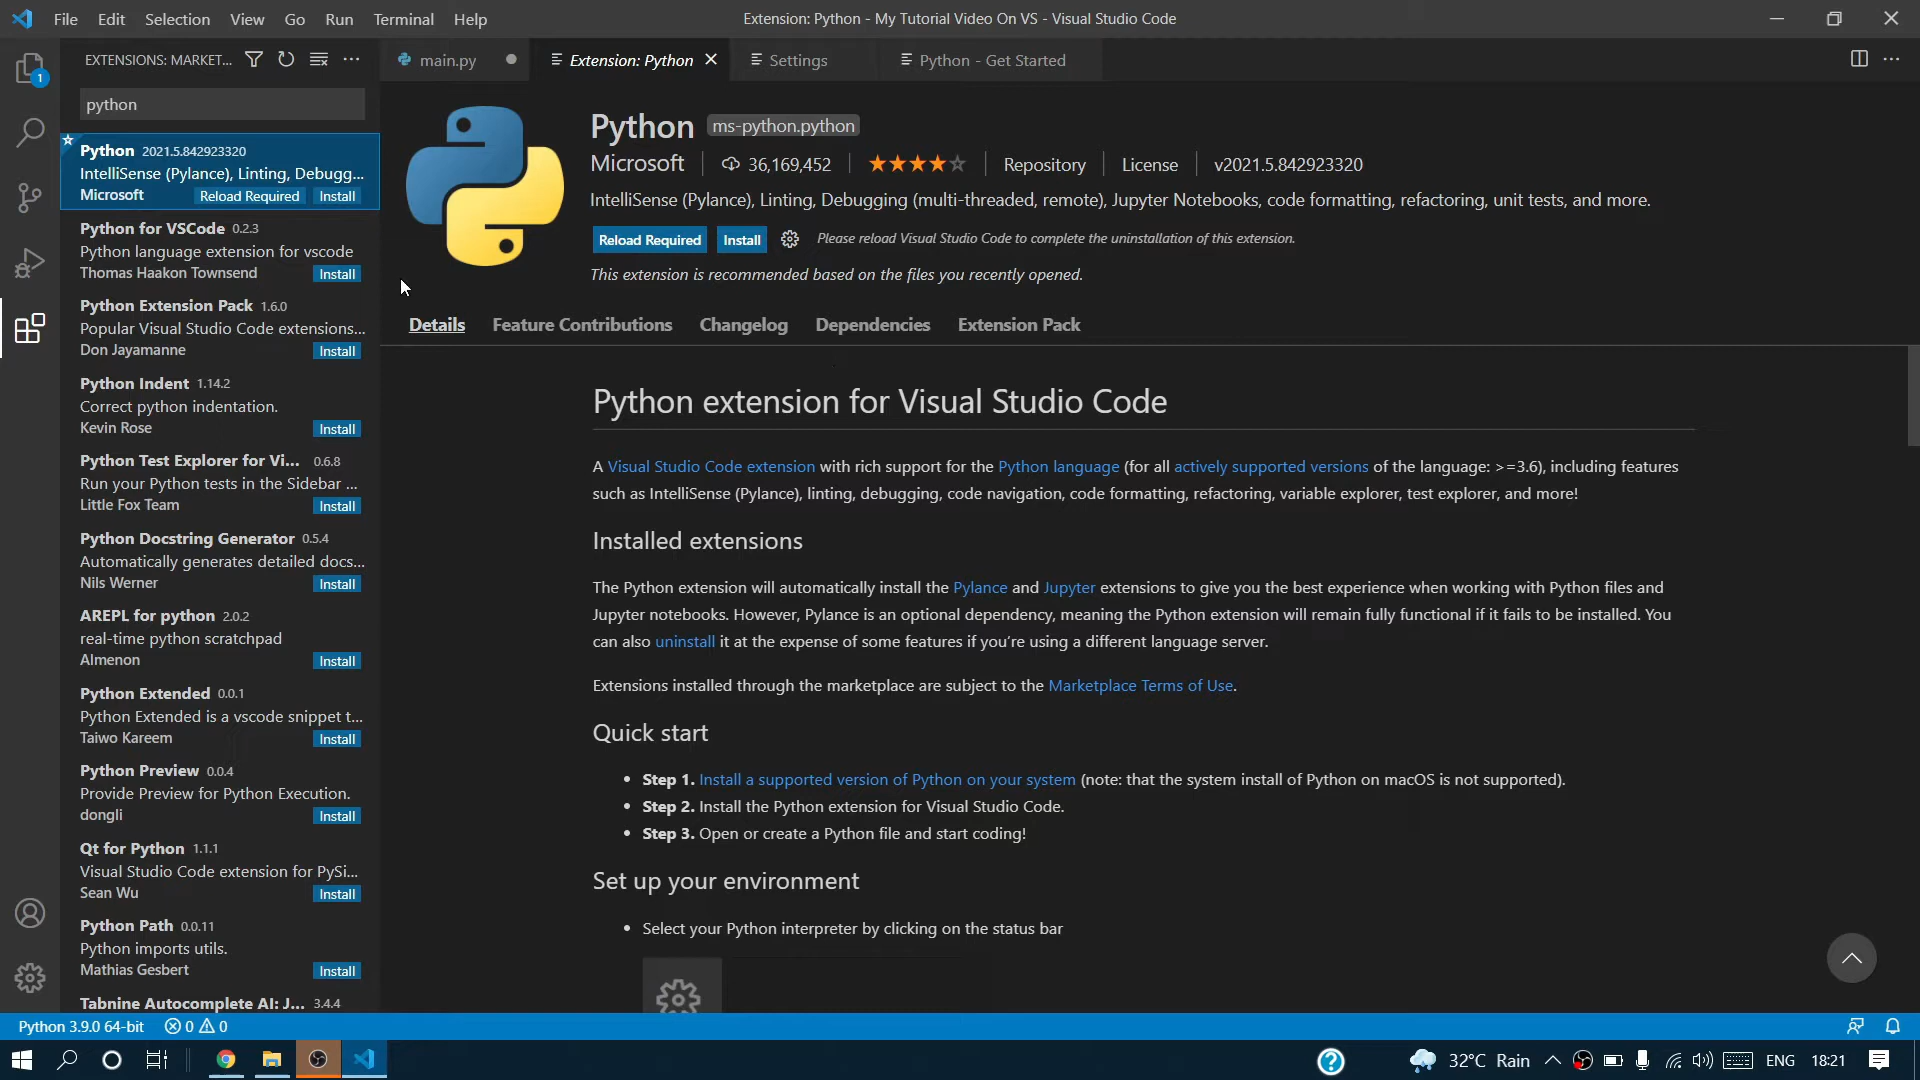 File Edit Selection View Go Run Terminal Help
Extension: Python - My Tutorial Video On VS - Visual Studio Code
EXTENSIONS: MARKET...
main.py
Extension: Python
Settings
Python - Get Started
1
python
Python 2021.5.842923320
IntelliSense (Pylance), Linting, Debugg...
Microsoft Reload Required Install
Python for VSCode 0.2.3
Python language extension for vscode
Thomas Haakon Townsend Install
Python Extension Pack 1.6.0
Popular Visual Studio Code extensions...
Don Jayamanne Install
Python Indent 1.14.2
Correct python indentation.
Kevin Rose Install
Python Test Explorer for Vi... 0.6.8
Run your Python tests in the Sidebar ...
Little Fox Team Install
Python Docstring Generator 0.5.4
Automatically generates detailed docs...
Nils Werner Install
AREPL for python 2.0.2
real-time python scratchpad
Almenon Install
Python Extended 0.0.1
Python Extended is a vscode snippet t...
Taiwo Kareem Install
Python Preview 0.0.4
Provide Preview for Python Execution.
dongli Install
Qt for Python 1.1.1
Visual Studio Code extension for PySi...
Sean Wu Install
Python Path 0.0.11
Python imports utils.
Mathias Gesbert Install
Tabnine Autocomplete AI: J... 3.4.4
Python ms-python.python
Microsoft 36,169,452 Repository License v2021.5.842923320
IntelliSense (Pylance), Linting, Debugging (multi-threaded, remote), Jupyter Notebooks, code formatting, refactoring, unit tests, and more.
Reload Required Install Please reload Visual Studio Code to complete the uninstallation of this extension.
This extension is recommended based on the files you recently opened.
Details Feature Contributions Changelog Dependencies Extension Pack
Python extension for Visual Studio Code
A Visual Studio Code extension with rich support for the Python language (for all actively supported versions of the language: >=3.6), including features
such as IntelliSense (Pylance), linting, debugging, code navigation, code formatting, refactoring, variable explorer, test explorer, and more!
Installed extensions
The Python extension will automatically install the Pylance and Jupyter extensions to give you the best experience when working with Python files and
Jupyter notebooks. However, Pylance is an optional dependency, meaning the Python extension will remain fully functional if it fails to be installed. You
can also uninstall it at the expense of some features if you're using a different language server.
Extensions installed through the marketplace are subject to the Marketplace Terms of Use.
Quick start
• Step 1. Install a supported version of Python on your system (note: that the system install of Python on macOS is not supported).
• Step 2. Install the Python extension for Visual Studio Code.
• Step 3. Open or create a Python file and start coding!
Set up your environment
• Select your Python interpreter by clicking on the status bar
Python 3.9.0 64-bit 0 0
32°C Rain ENG 18:21